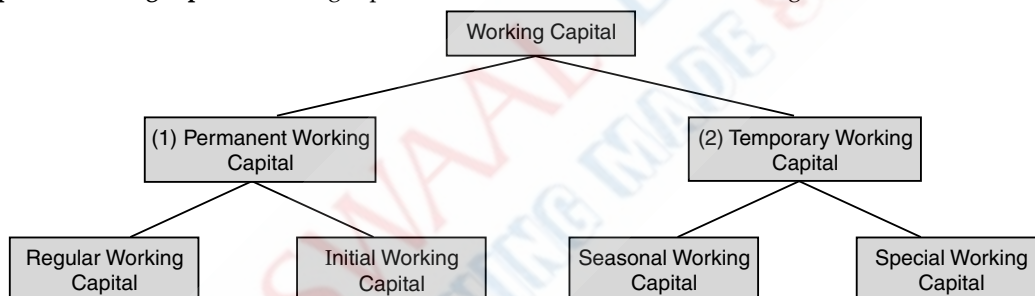 Working Capital
(1) Permanent Working
Capital
(2) Temporary Working
Capital
Regular Working
Capital
Initial Working
Capital
Seasonal Working
Capital
Special Working
Capital